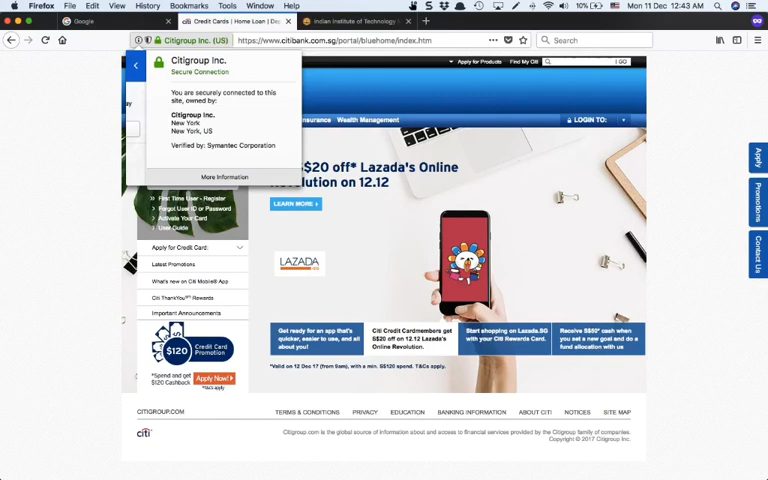 Firefox File Edit View History Bookmarks Tools Window Help
10% Mon 11 Dec 12:43 AM
Google
Credit Cards | Home Loan | De
Indian Institute of Technology
Citigroup Inc. (US)
https://www.citibank.com.sg/portal/bluehome/index.htm
Search
Citigroup Inc.
Secure Connection
You are securely connected to this
site, owned by:
Citigroup Inc.
New York
New York, US
Verified by: Symantec Corporation
More Information
Apply for Products Find My Citi GO
Insurance Wealth Management
LOGIN TO:
S$20 off* Lazada's Online
Revolution on 12.12
LEARN MORE
LAZADA
First Time User - Register
Forgot User ID or Password
Activate Your Card
User Guide
Apply for Credit Card:
Latest Promotions
What's new on Citi Mobile® App
Citi ThankYou℠ Rewards
Important Announcements
$120
Credit Card
Promotion
*Spend and get
$120 Cashback
Apply Now!
*T&Cs apply
Get ready for an app that's
quicker, easier to use, and all
about you!
Citi Credit Cardmembers get
S$20 off on 12.12 Lazada's
Online Revolution.
Start shopping on Lazada.SG
with your Citi Rewards Card.
Receive S$50* cash when
you set a new goal and do a
fund allocation with us
*Valid on 12 Dec 17 (from 9am), with a min. S$120 spend. T&Cs apply.
Apply
Promotions
Contact Us
CITIGROUP.COM
TERMS & CONDITIONS PRIVACY EDUCATION BANKING INFORMATION ABOUT CITI NOTICES SITE MAP
citi
Citigroup.com is the global source of information about and access to financial services provided by the Citigroup family of companies.
Copyright © 2017 Citigroup Inc.